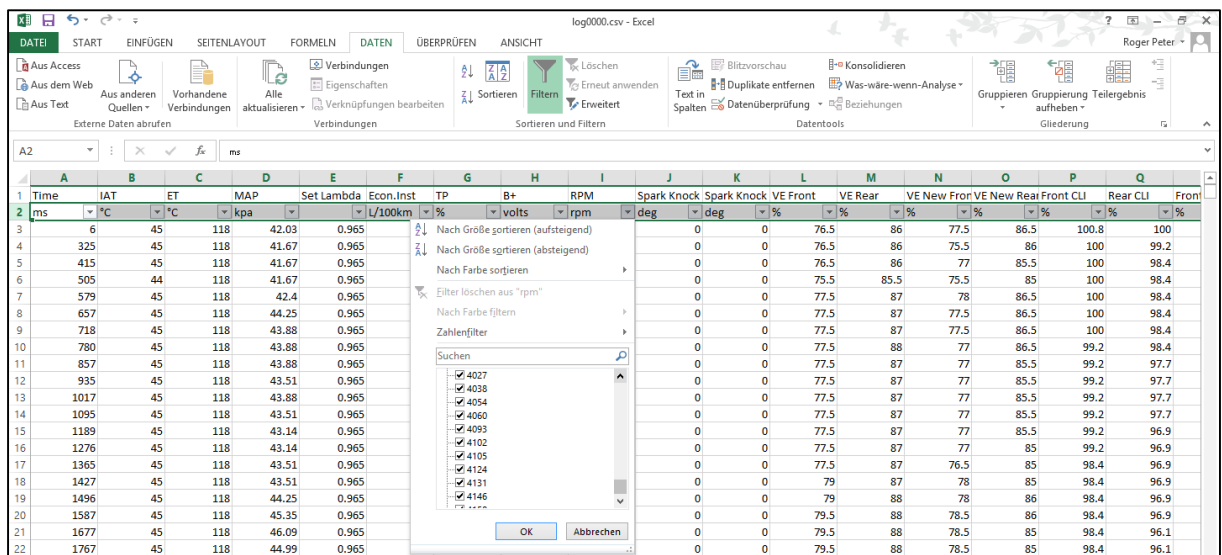 log0000.csv - Excel
DATEI START EINFÜGEN SEITENLAYOUT FORMELN DATEN ÜBERPRÜFEN ANSICHT Roger Peter
Aus Access
Aus dem Web
Aus Text
Aus anderen Quellen
Vorhandene Verbindungen
Externe Daten abrufen
Alle aktualisieren
Verbindungen
Eigenschaften
Verknüpfungen bearbeiten
Verbindungen
Sortieren
Filtern
Löschen
Erneut anwenden
Erweitert
Sortieren und Filtern
Text in Spalten
Blitzvorschau
Duplikate entfernen
Datenüberprüfung
Konsolidieren
Was-wäre-wenn-Analyse
Beziehungen
Datentools
Gruppieren
Gruppierung aufheben
Teilergebnis
Gliederung
A2 fx ms
A B C D E F G H I J K L M N O P Q
1 Time IAT ET MAP Set Lambda Econ.Inst TP B+ RPM Spark Knock Spark Knock VE Front VE Rear VE New Fron VE New Rear Front CLI Rear CLI Front
2 ms °C °C kpa L/100km % volts rpm deg deg % % % % % % %
3 6 45 118 42.03 0.965 0 0 76.5 86 77.5 86.5 100.8 100
4 325 45 118 41.67 0.965 0 0 76.5 86 75.5 86 100 99.2
5 415 45 118 41.67 0.965 0 0 76.5 86 77 85.5 100 98.4
6 505 44 118 41.67 0.965 0 0 75.5 85.5 75.5 85 100 98.4
7 579 45 118 42.4 0.965 0 0 77.5 87 78 86.5 100 98.4
8 657 45 118 44.25 0.965 0 0 77.5 87 77.5 86.5 100 98.4
9 718 45 118 43.88 0.965 0 0 77.5 87 77.5 86.5 100 98.4
10 780 45 118 43.88 0.965 0 0 77.5 88 77 86.5 99.2 98.4
11 857 45 118 43.88 0.965 0 0 77.5 87 77 85.5 99.2 97.7
12 935 45 118 43.51 0.965 0 0 77.5 87 77 85.5 99.2 97.7
13 1017 45 118 43.88 0.965 0 0 77.5 87 77 85.5 99.2 97.7
14 1095 45 118 43.51 0.965 0 0 77.5 87 77 85.5 99.2 97.7
15 1189 45 118 43.14 0.965 0 0 77.5 87 77 85.5 99.2 96.9
16 1276 45 118 43.14 0.965 0 0 77.5 87 77 85 99.2 96.9
17 1365 45 118 43.51 0.965 0 0 77.5 87 76.5 85 98.4 96.9
18 1427 45 118 43.51 0.965 0 0 79 87 78 85 98.4 96.9
19 1496 45 118 44.25 0.965 0 0 79 88 78 86 98.4 96.9
20 1587 45 118 45.35 0.965 0 0 79.5 88 78.5 86 98.4 96.9
21 1677 45 118 46.09 0.965 0 0 79.5 88 78.5 85 98.4 96.1
22 1767 45 118 44.99 0.965 0 0 79.5 88 78.5 85 98.4 96.1
Nach Größe sortieren (aufsteigend)
Nach Größe sortieren (absteigend)
Nach Farbe sortieren
Filter löschen aus "rpm"
Nach Farbe filtern
Zahlenfilter
Suchen
4027
4038
4054
4060
4093
4102
4105
4124
4131
4146
OK Abbrechen